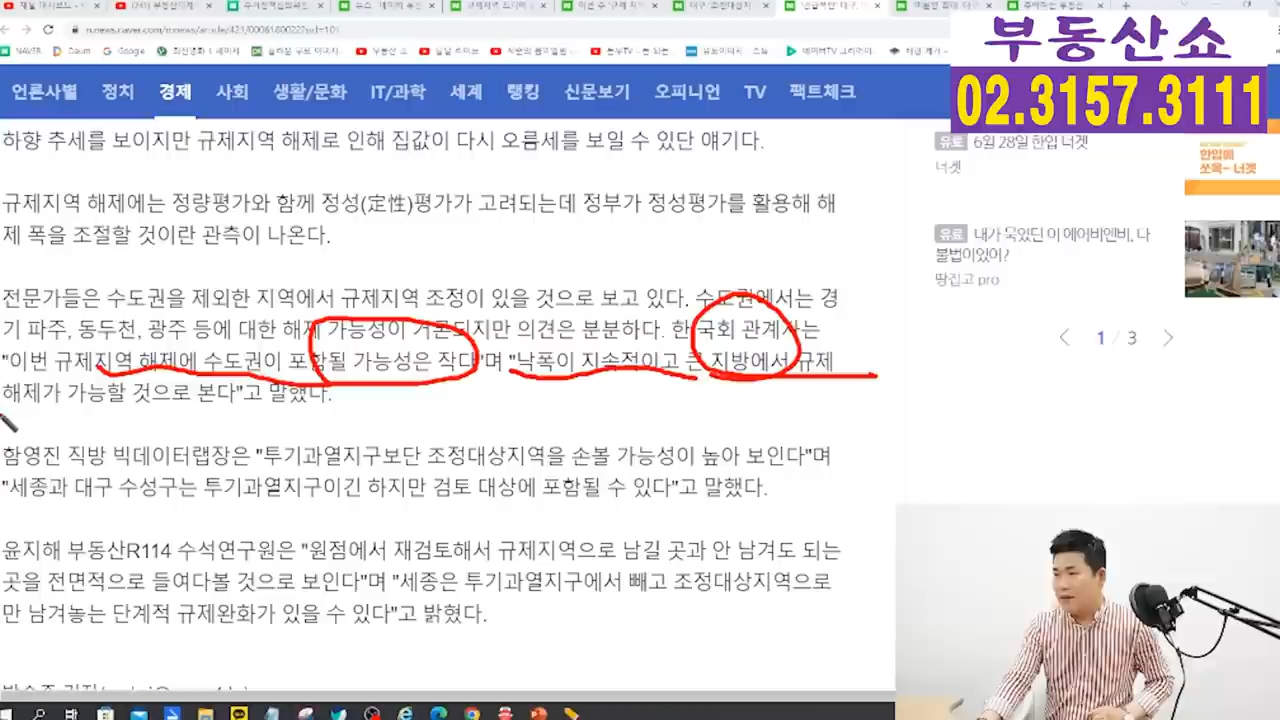 부동산쇼
02.3157.3111
NAVER Daum Google
언론사별 정치 경제 사회 생활/문화 IT/과학 세계 랭킹 신문보기 오피니언 TV 팩트체크
하향 추세를 보이지만 규제지역 해제로 인해 집값이 다시 오름세를 보일 수 있단 얘기다.
규제지역 해제에는 정량평가와 함께 정성(定性)평가가 고려되는데 정부가 정성평가를 활용해 해
제 폭을 조절할 것이란 관측이 나온다.
전문가들은 수도권을 제외한 지역에서 규제지역 조정이 있을 것으로 보고 있다. 수도권에서는 경
기 파주, 동두천, 광주 등에 대한 해제 가능성이 거론되지만 의견은 분분하다. 한 국회 관계자는
"이번 규제지역 해제에 수도권이 포함될 가능성은 작다"며 "낙폭이 지속적이고 큰 지방에서 규제
해제가 가능할 것으로 본다"고 말했다.
함영진 직방 빅데이터랩장은 "투기과열지구보단 조정대상지역을 손볼 가능성이 높아 보인다"며
"세종과 대구 수성구는 투기과열지구이긴 하지만 검토 대상에 포함될 수 있다"고 말했다.
윤지해 부동산R114 수석연구원은 "원점에서 재검토해서 규제지역으로 남길 곳과 안 남겨도 되는
곳을 전면적으로 들여다볼 것으로 보인다"며 "세종은 투기과열지구에서 빼고 조정대상지역으로
만 남겨놓는 단계적 규제완화가 있을 수 있다"고 밝혔다.
유료 6월 28일 한입 너겟
너겟
한입에
쏘옥- 너겟
유료 내가 묵었던 이 에어비앤비, 다
불법이었어?
땅집고 pro
1 / 3